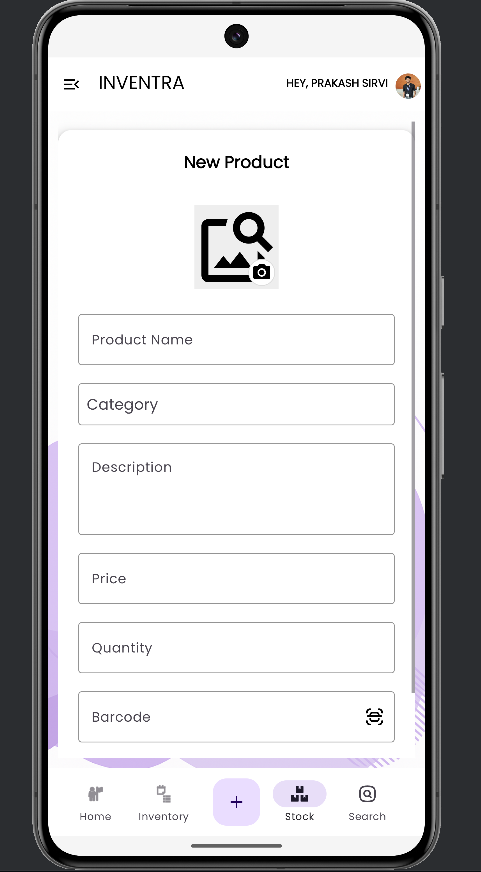 INVENTRA
HEY, PRAKASH SIRVI
New Product
Product Name
Category
Description
Price
Quantity
Barcode
Home
Inventory
+
Stock
Search